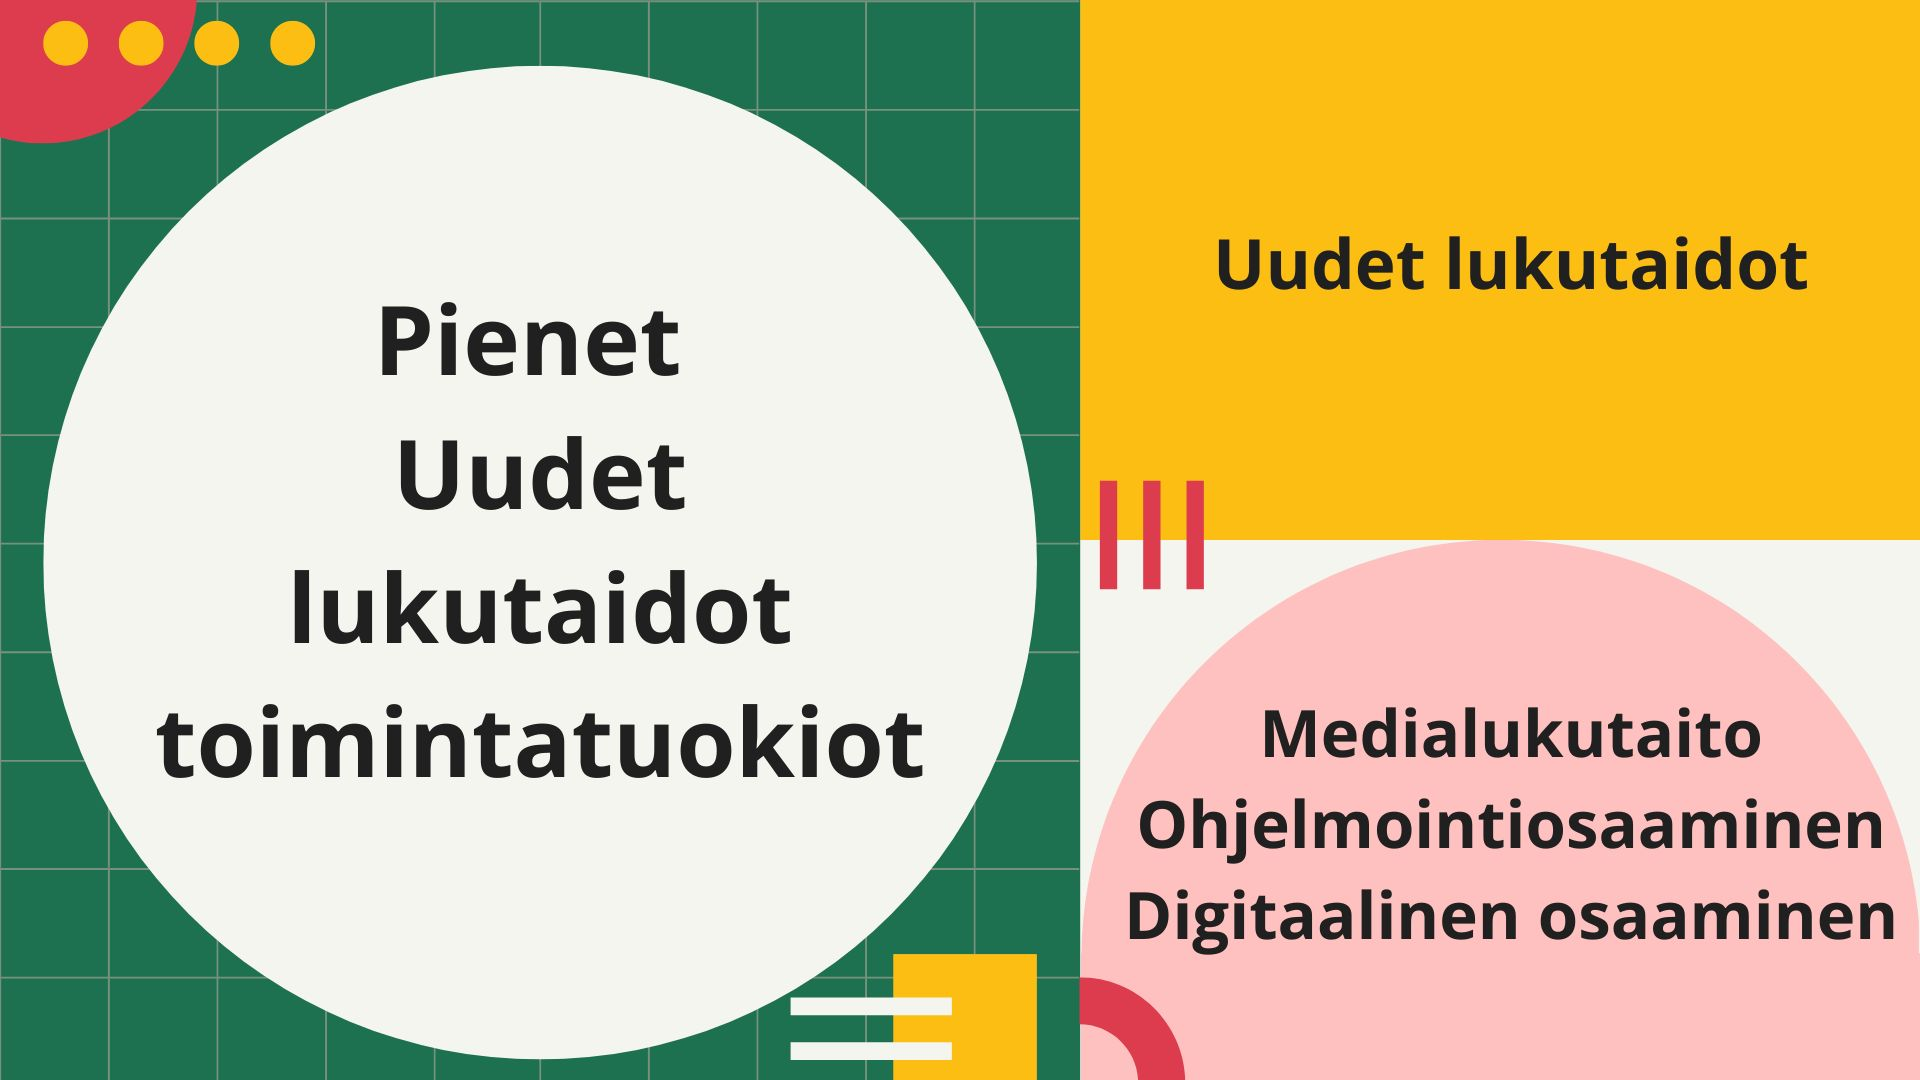 Pienet
Uudet
lukutaidot
toimintatuokiot
Uudet lukutaidot
Medialukutaito
Ohjelmointiosaaminen
Digitaalinen osaaminen